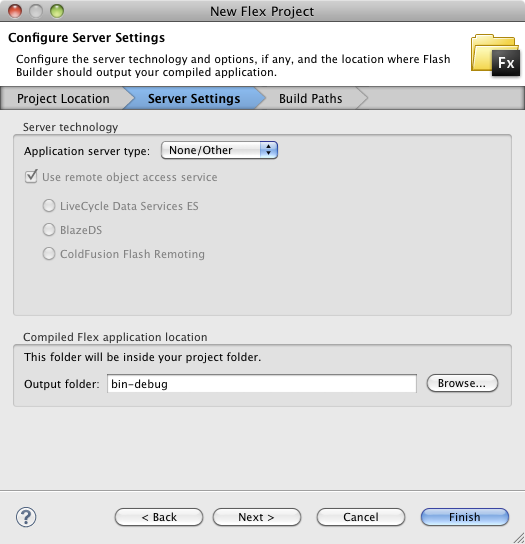 New Flex Project
Configure Server Settings
Configure the server technology and options, if any, and the location where Flash
Builder should output your compiled application.
Fx
Project Location
Server Settings
Build Paths
Server technology
Application server type:
None/Other
Use remote object access service
LiveCycle Data Services ES
BlazeDS
ColdFusion Flash Remoting
Compiled Flex application location
This folder will be inside your project folder.
Output folder:
bin-debug
Browse...
?
< Back
Next >
Cancel
Finish